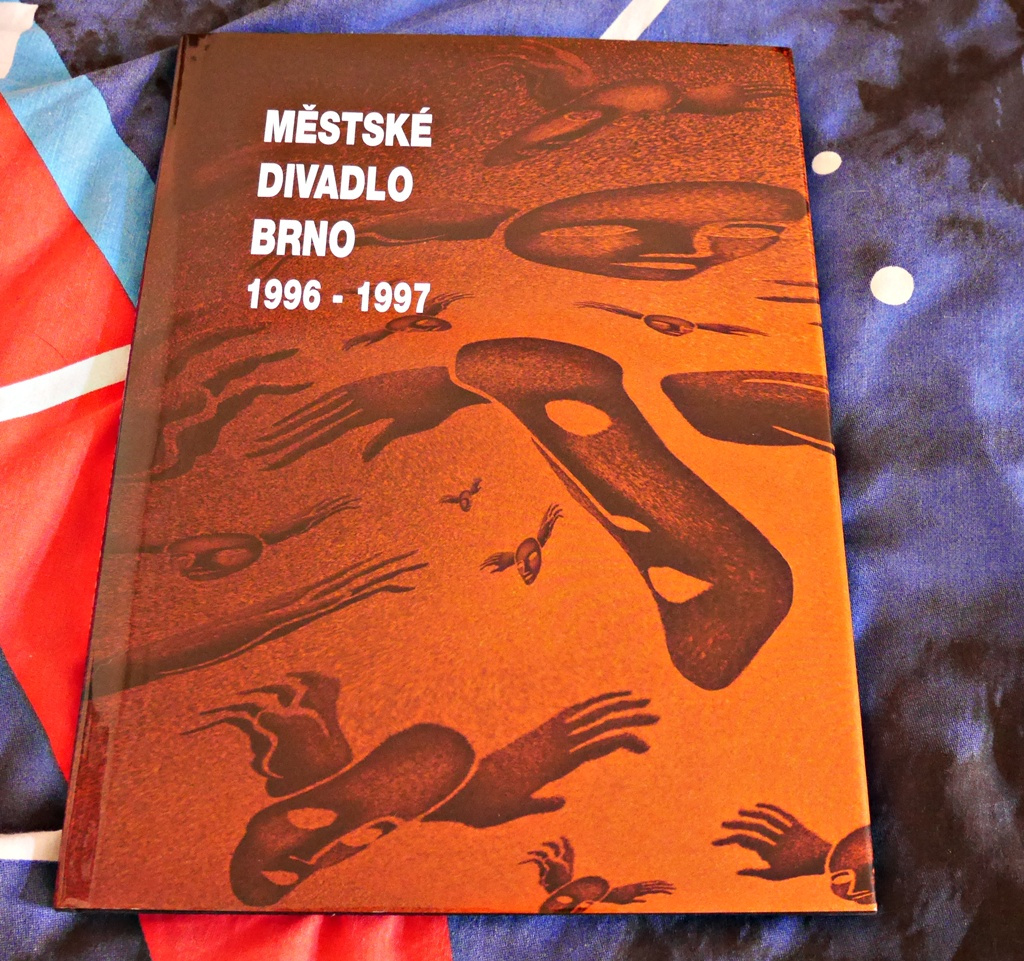 MĚSTSKÉ
DIVADLO
BRNO
1996 - 1997